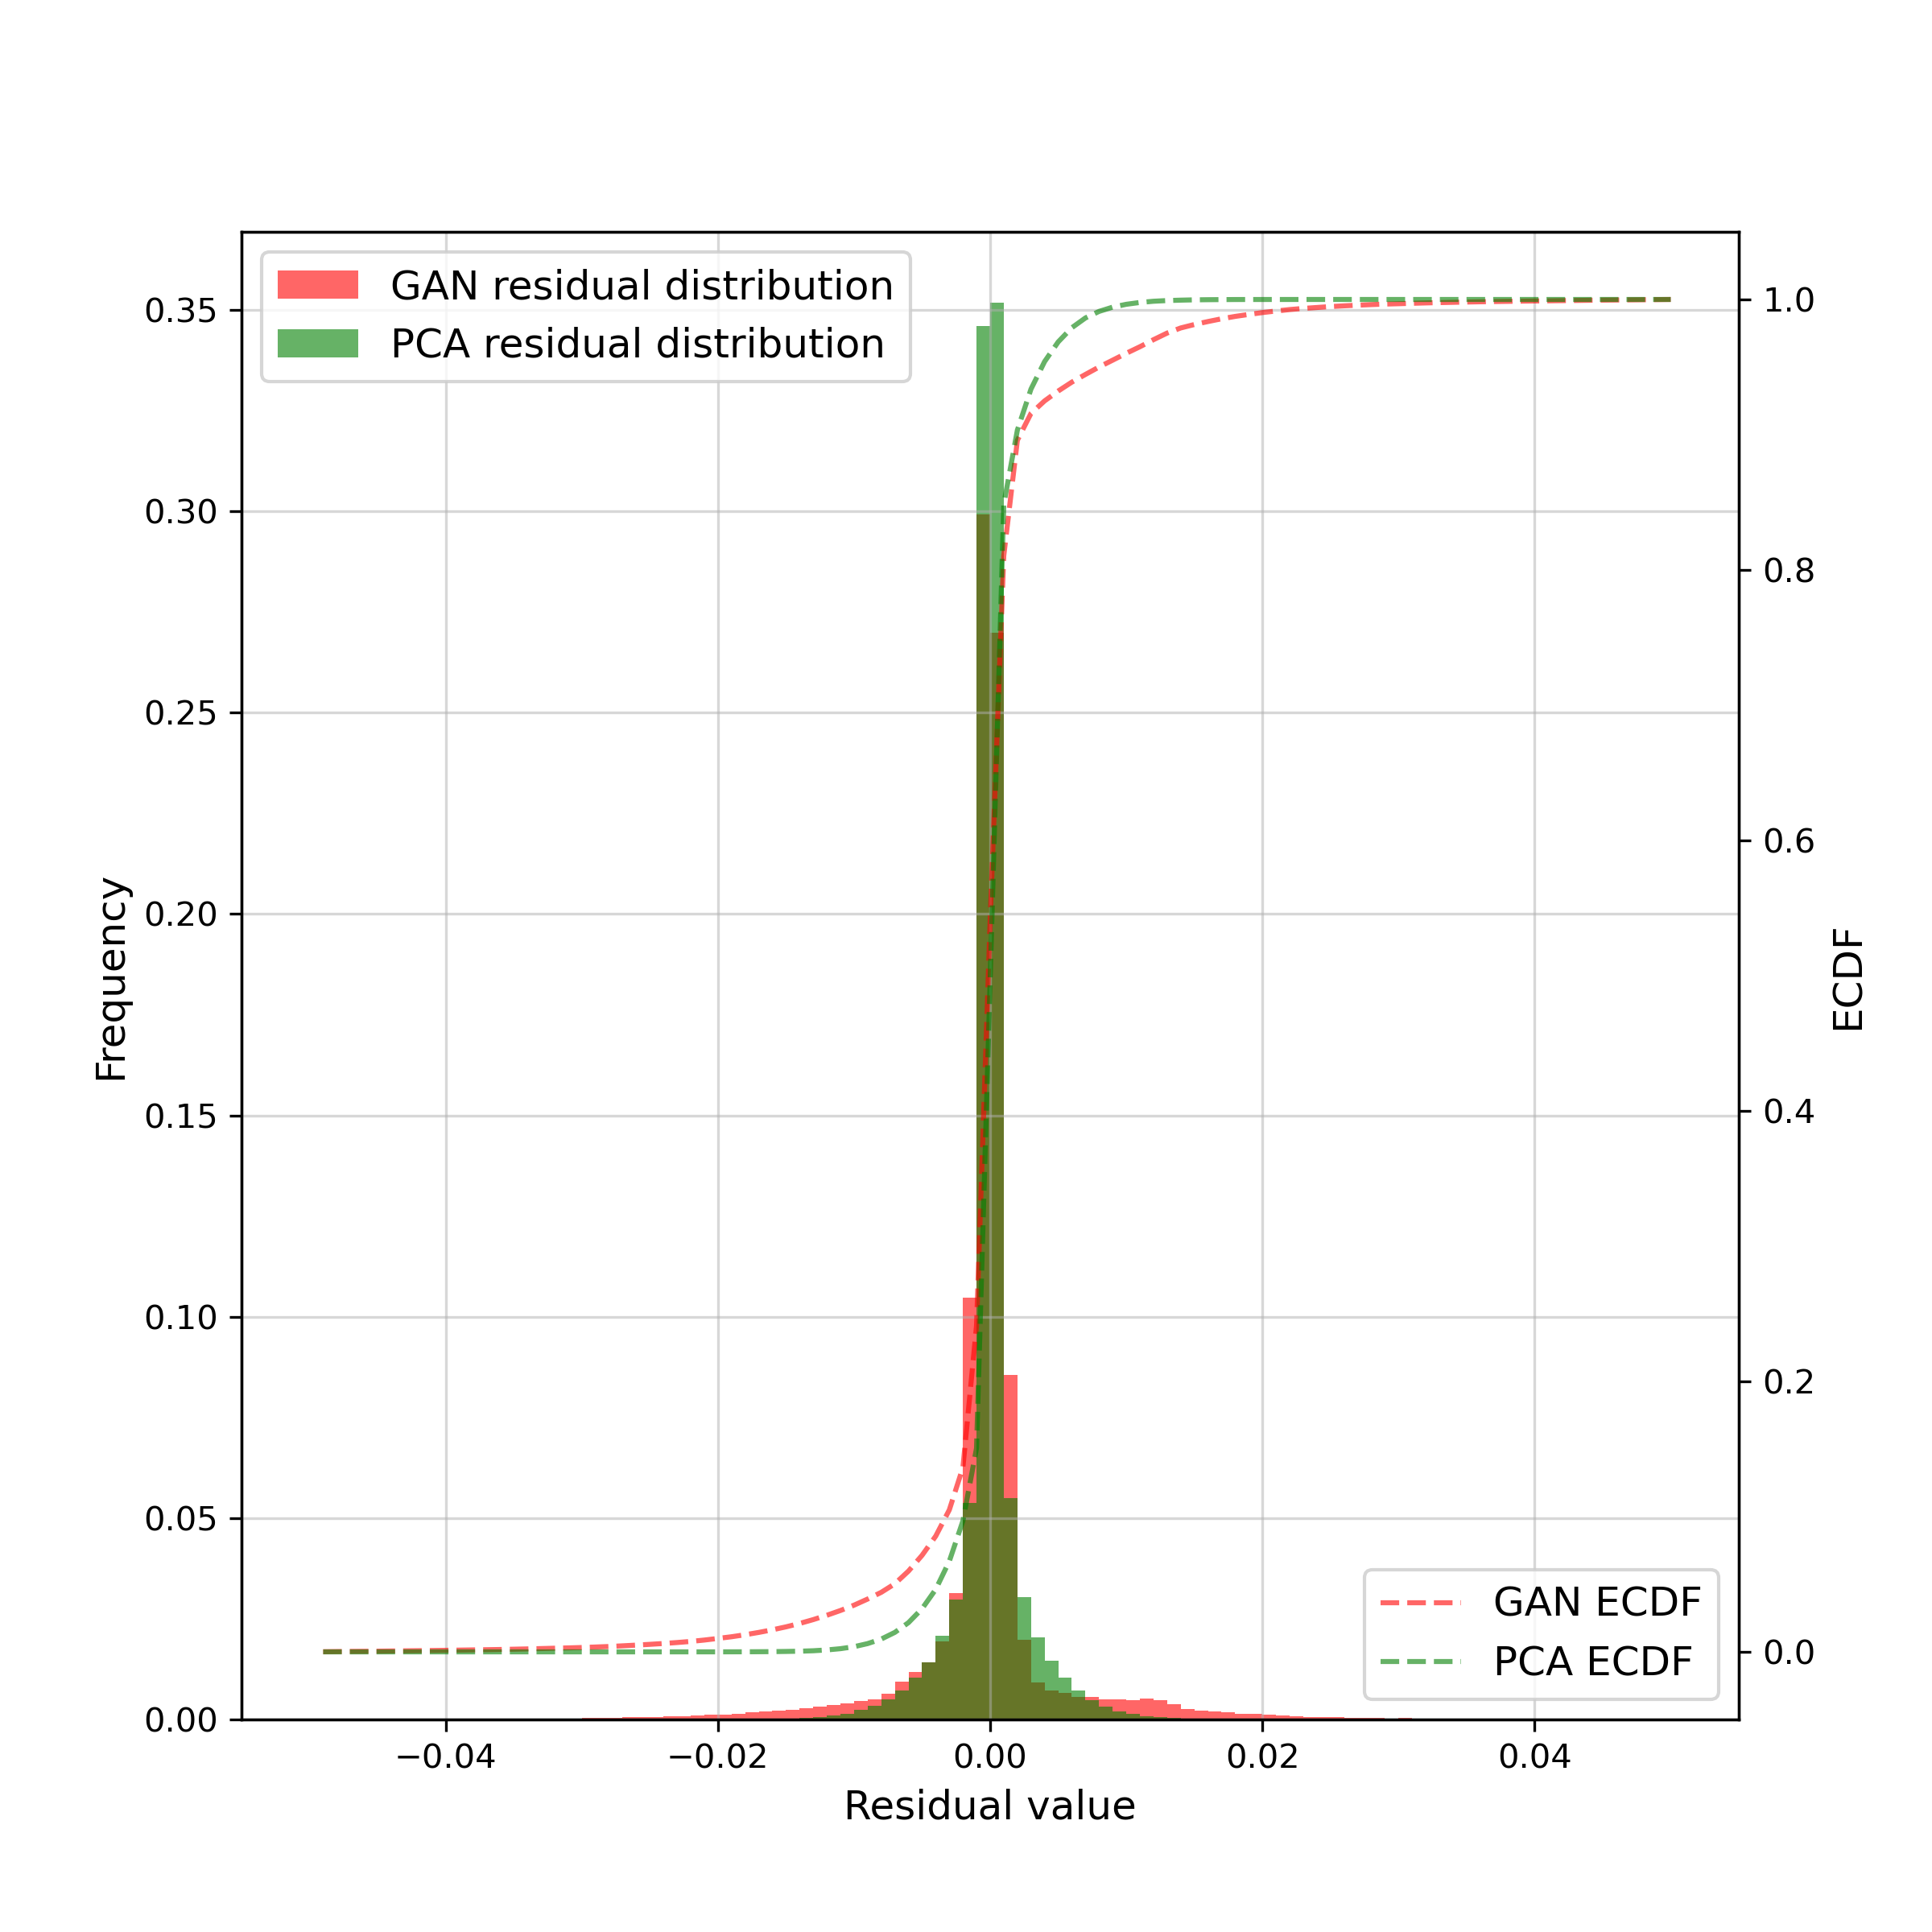 GAN residual distribution
PCA residual distribution
0.35
0.30
0.25
0.20
0.15
0.10
0.05
0.00
Frequency
1.0
0.8
0.6
0.4
0.2
0.0
ECDF
GAN ECDF
PCA ECDF
−0.04
−0.02
0.00
0.02
0.04
Residual value